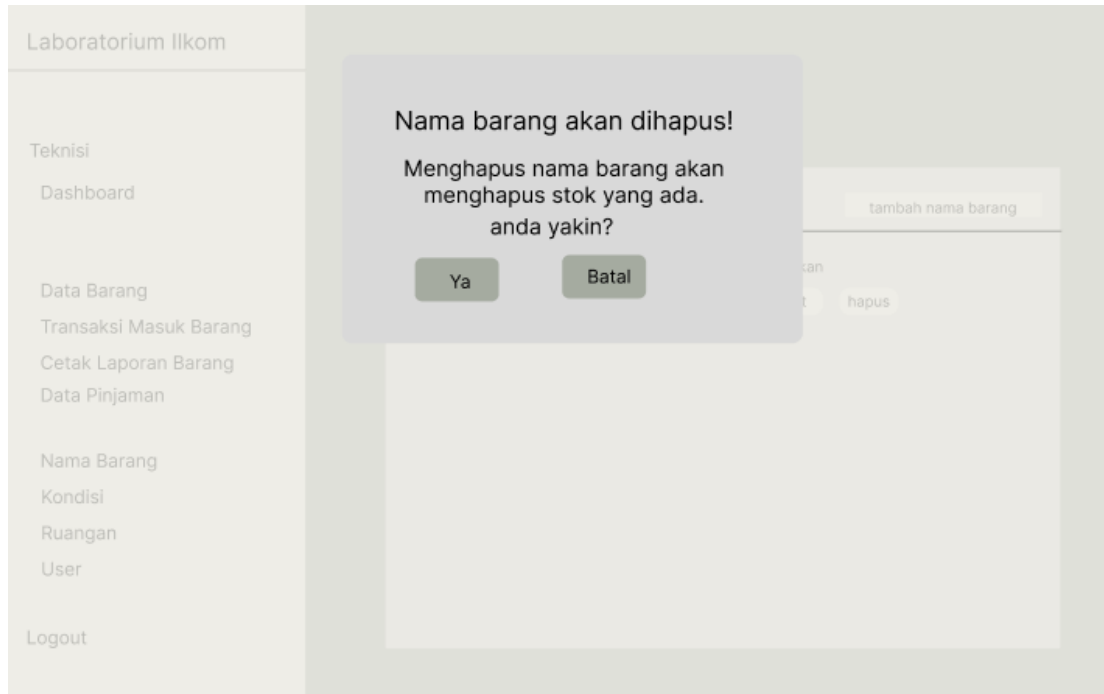 Laboratorium Ilkom
Teknisi
Dashboard
Data Barang
Transaksi Masuk Barang
Cetak Laporan Barang
Data Pinjaman
Nama Barang
Kondisi
Ruangan
User
Logout
Nama barang akan dihapus!
Menghapus nama barang akan
menghapus stok yang ada.
anda yakin?
Ya
Batal
tambah nama barang
hapus